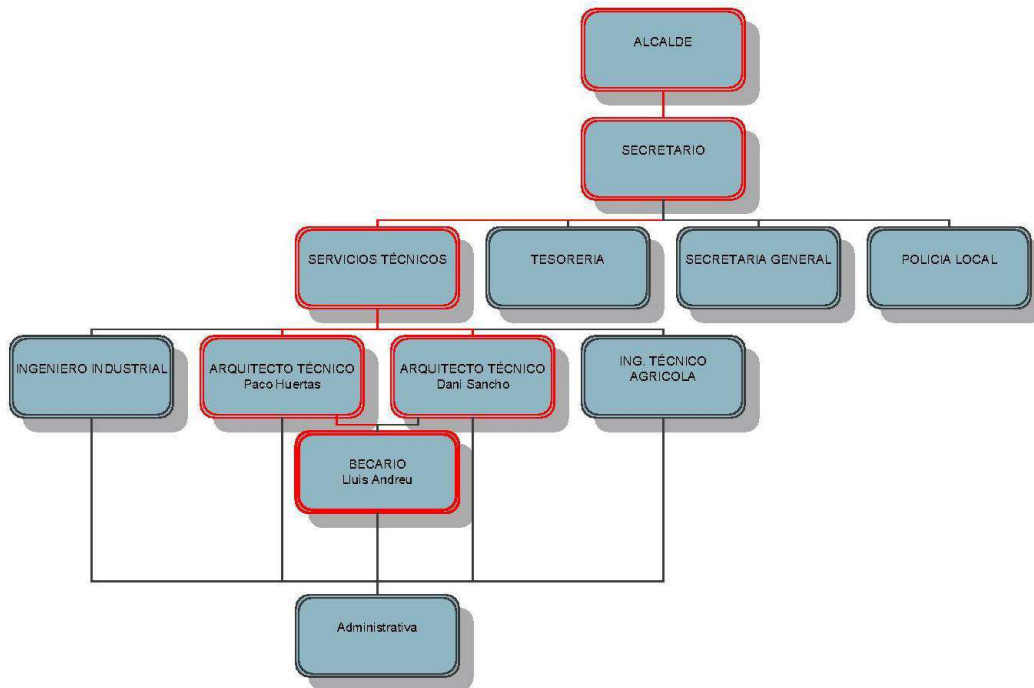 ALCALDE
SECRETARIO
SERVICIOS TÉCNICOS
TESORERIA
SECRETARIA GENERAL
POLICIA LOCAL
INGENIERO INDUSTRIAL
ARQUITECTO TÉCNICO
Paco Huertas
ARQUITECTO TÉCNICO
Dani Sancho
ING. TÉCNICO
AGRICOLA
BECARIO
Lluis Andreu
Administrativa